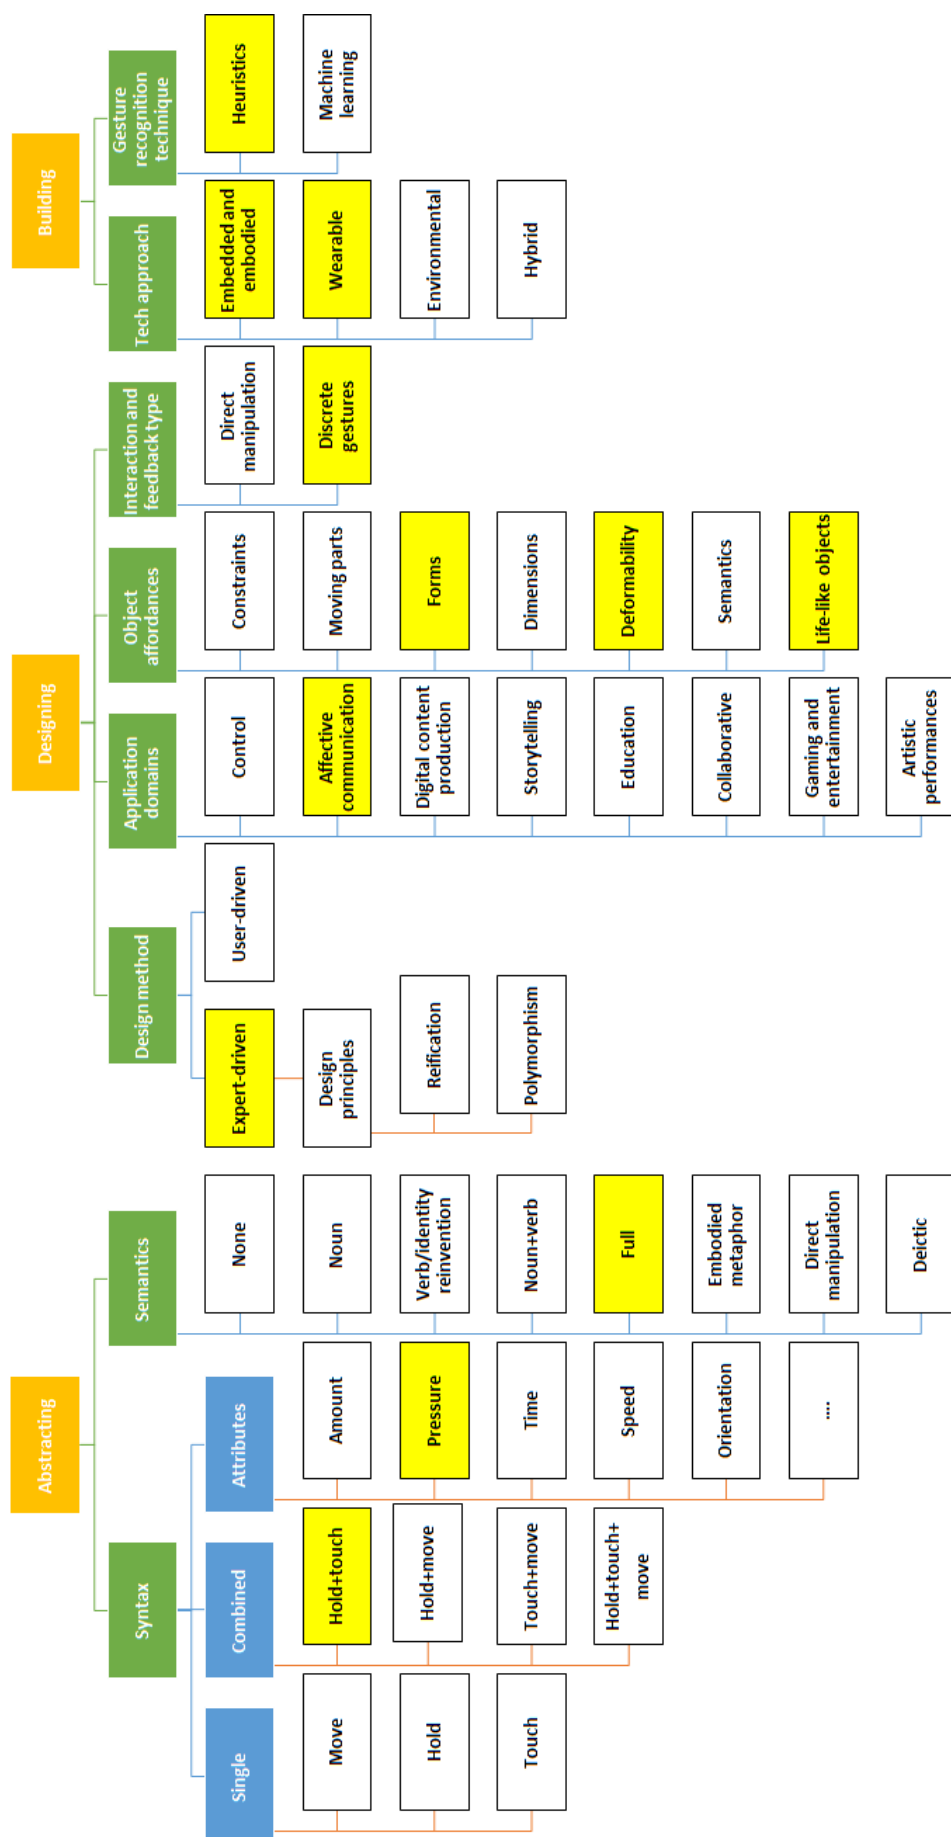 Abstracting
Syntax
Single
Move
Hold
Touch
Combined
Hold+touch
Hold+move
Touch+move
Hold+touch+
move
Attributes
Amount
Pressure
Time
Speed
Orientation
....
Semantics
None
Noun
Verb/identity
reinvention
Noun+verb
Full
Embodied
metaphor
Direct
manipulation
Deictic
Designing
Design method
Expert-driven
Design
principles
Reification
Polymorphism
User-driven
Application
domains
Control
Affective
communication
Digital content
production
Storytelling
Education
Collaborative
Gaming and
entertainment
Artistic
performances
Object
affordances
Constraints
Moving parts
Forms
Dimensions
Deformability
Semantics
Life-like objects
Interaction and
feedback type
Direct
manipulation
Discrete
gestures
Building
Tech approach
Embedded and
embodied
Wearable
Environmental
Hybrid
Gesture
recognition
technique
Heuristics
Machine
learning